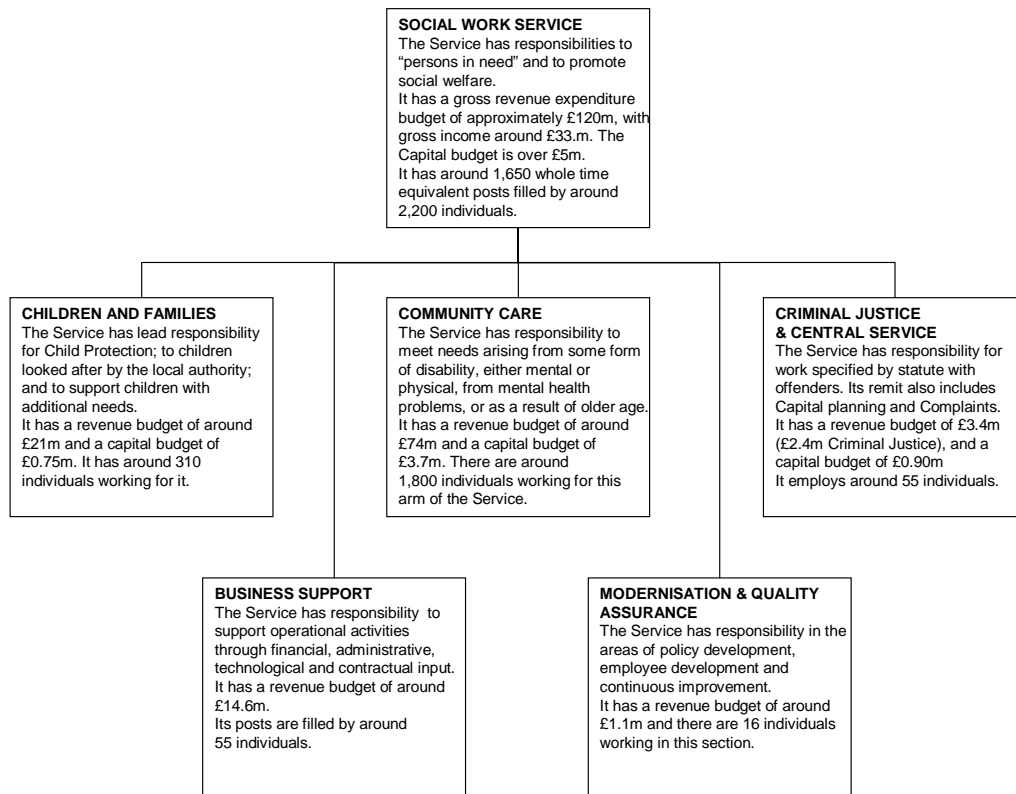 SOCIAL WORK SERVICE
The Service has responsibilities to
“persons in need” and to promote
social welfare.
It has a gross revenue expenditure
budget of approximately £120m, with
gross income around £33.m. The
Capital budget is over £5m.
It has around 1,650 whole time
equivalent posts filled by around
2,200 individuals.
CHILDREN AND FAMILIES
The Service has lead responsibility
for Child Protection; to children
looked after by the local authority;
and to support children with
additional needs.
It has a revenue budget of around
£21m and a capital budget of
£0.75m. It has around 310
individuals working for it.
COMMUNITY CARE
The Service has responsibility to
meet needs arising from some form
of disability, either mental or
physical, from mental health
problems, or as a result of older age.
It has a revenue budget of around
£74m and a capital budget of
£3.7m. There are around
1,800 individuals working for this
arm of the Service.
CRIMINAL JUSTICE
& CENTRAL SERVICE
The Service has responsibility for
work specified by statute with
offenders. Its remit also includes
Capital planning and Complaints.
It has a revenue budget of £3.4m
(£2.4m Criminal Justice), and a
capital budget of £0.90m
It employs around 55 individuals.
BUSINESS SUPPORT
The Service has responsibility to
support operational activities
through financial, administrative,
technological and contractual input.
It has a revenue budget of around
£14.6m.
Its posts are filled by around
55 individuals.
MODERNISATION & QUALITY
ASSURANCE
The Service has responsibility in the
areas of policy development,
employee development and
continuous improvement.
It has a revenue budget of around
£1.1m and there are 16 individuals
working in this section.